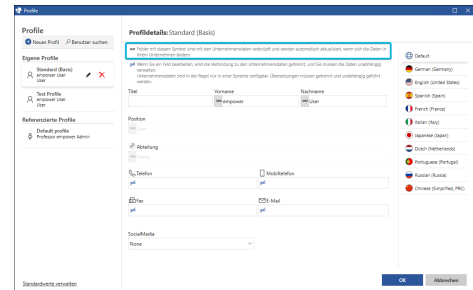 Profile
Profile
Neues Profil
Benutzer suchen
Eigene Profile
Standard (Basis)
empower User
User
Test Profile
empower User
User
Referenzierte Profile
Default profile
Professor empower Admin
Standardwerte verwalten
Profildetails: Standard (Basis)
Felder mit diesem Symbol sind mit den Unternehmensdaten verknüpft und werden automatisch aktualisiert, wenn sich die Daten in
Ihrem Unternehmen ändern.
Wenn Sie ein Text bearbeiten, wird die Verbindung zu den Unternehmensdaten getrennt, und Sie müssen die Daten unabhängig
verwalten.
Unternehmensdaten sind in der Regel nur in einer Sprache verfügbar, Übersetzungen müssen getrennt und unabhängig geführt
werden.
Titel
Vorname
Nachname
empower
User
Position
User
Abteilung
Telefon
Mobiltelefon
Fax
E-Mail
SocialMedia
None
Default
German (Germany)
English (United States)
Spanish (Spain)
French (France)
Italian (Italy)
Japanese (Japan)
Dutch (Netherlands)
Portuguese (Portugal)
Russian (Russia)
Chinese (Simplified, PRC)
OK
Abbrechen